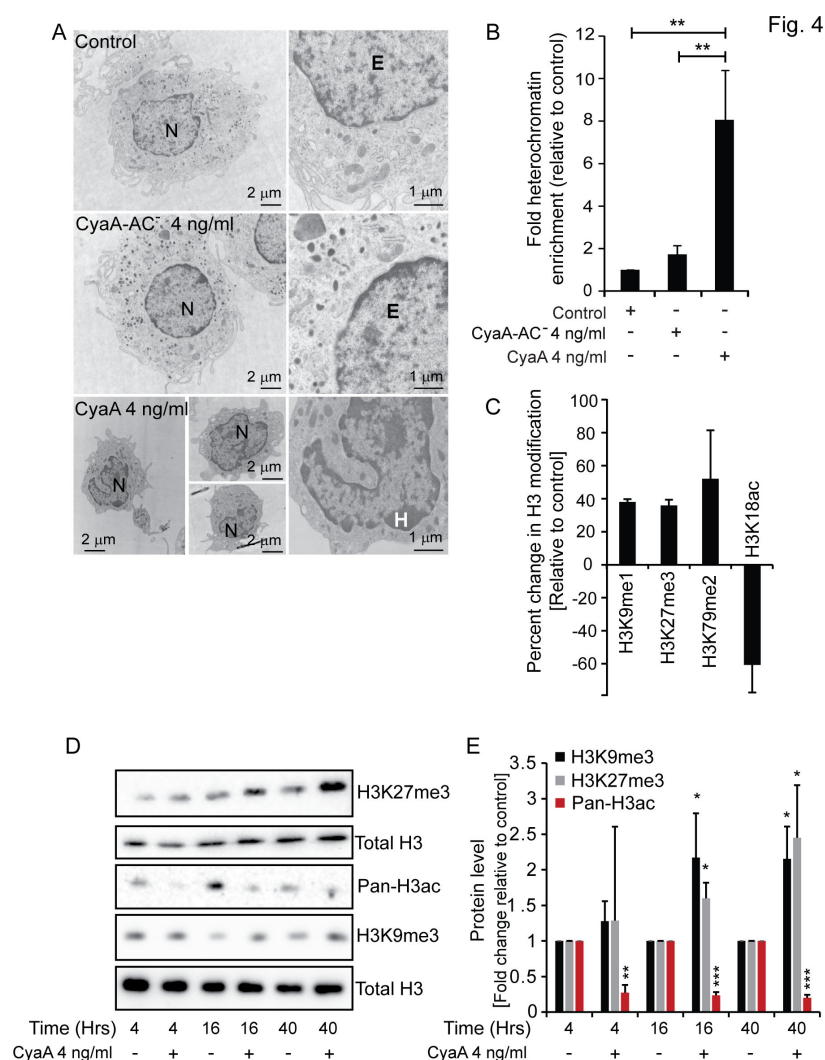 Fig. 4
A
Control
N
2 μm
E
1 μm
CyaA-AC⁻ 4 ng/ml
N
2 μm
E
1 μm
CyaA 4 ng/ml
N
2 μm
N
2 μm
N
2 μm
H
1 μm
B
Fold heterochromatin
enrichment (relative to control)
12
10
8
6
4
2
0
**
**
Control + - -
CyaA-AC⁻ 4 ng/ml - + -
CyaA 4 ng/ml - - +
C
Percent change in H3 modification
[Relative to control]
100
80
60
40
20
0
-20
-40
-60
H3K9me1
H3K27me3
H3K79me2
H3K18ac
D
H3K27me3
Total H3
Pan-H3ac
H3K9me3
Total H3
Time (Hrs) 4 4 16 16 40 40
CyaA 4 ng/ml - + - + - +
E
Protein level
[Fold change relative to control]
3.5
3
2.5
2
1.5
1
0.5
0
H3K9me3
H3K27me3
Pan-H3ac
**
*
*
***
*
*
***
Time (Hrs) 4 4 16 16 40 40
CyaA 4 ng/ml - + - + - +